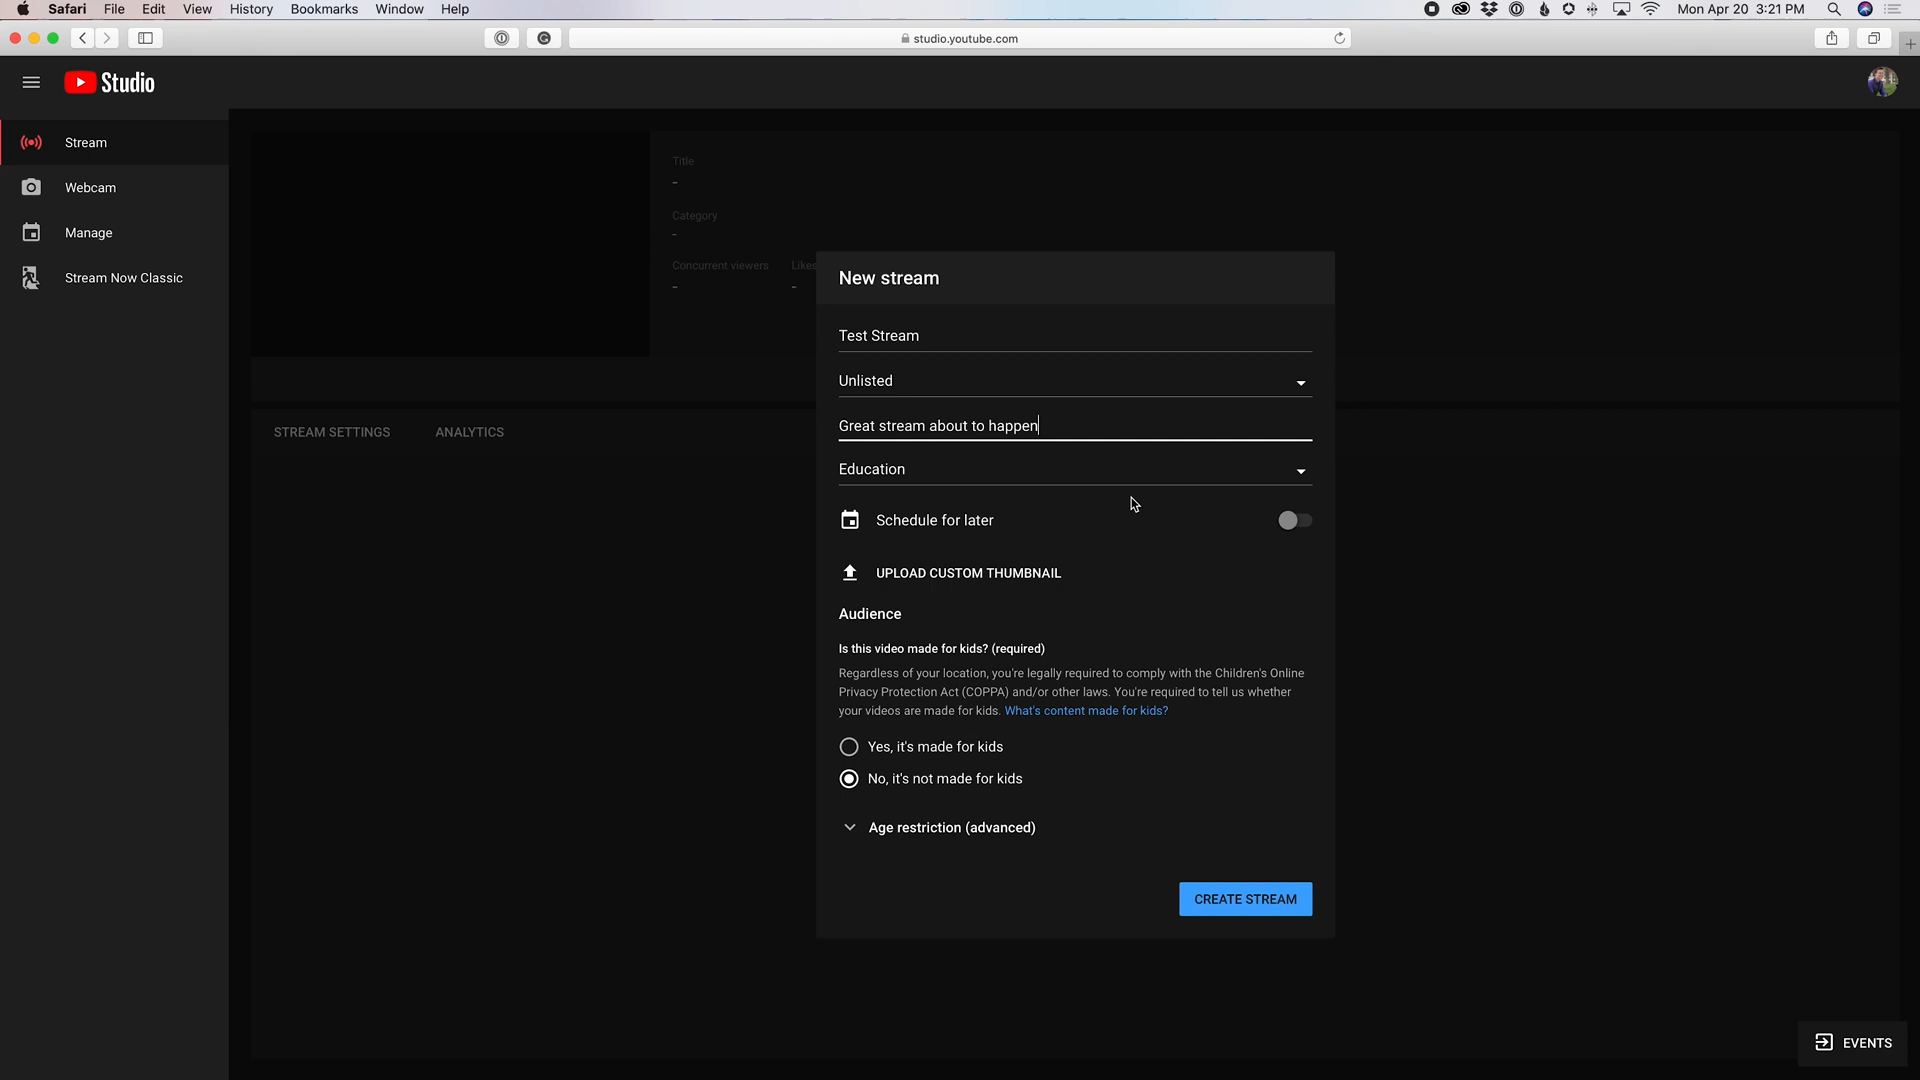 Safari File Edit View History Bookmarks Window Help Mon Apr 20 3:21 PM
studio.youtube.com
Studio
Stream
Webcam
Manage
Stream Now Classic
Title
-
Category
-
Concurrent viewers Likes
- -
STREAM SETTINGS ANALYTICS
New stream
Test Stream
Unlisted
Great stream about to happen
Education
Schedule for later
UPLOAD CUSTOM THUMBNAIL
Audience
Is this video made for kids? (required)
Regardless of your location, you're legally required to comply with the Children's Online
Privacy Protection Act (COPPA) and/or other laws. You're required to tell us whether
your videos are made for kids. What's content made for kids?
Yes, it's made for kids
No, it's not made for kids
Age restriction (advanced)
CREATE STREAM
EVENTS